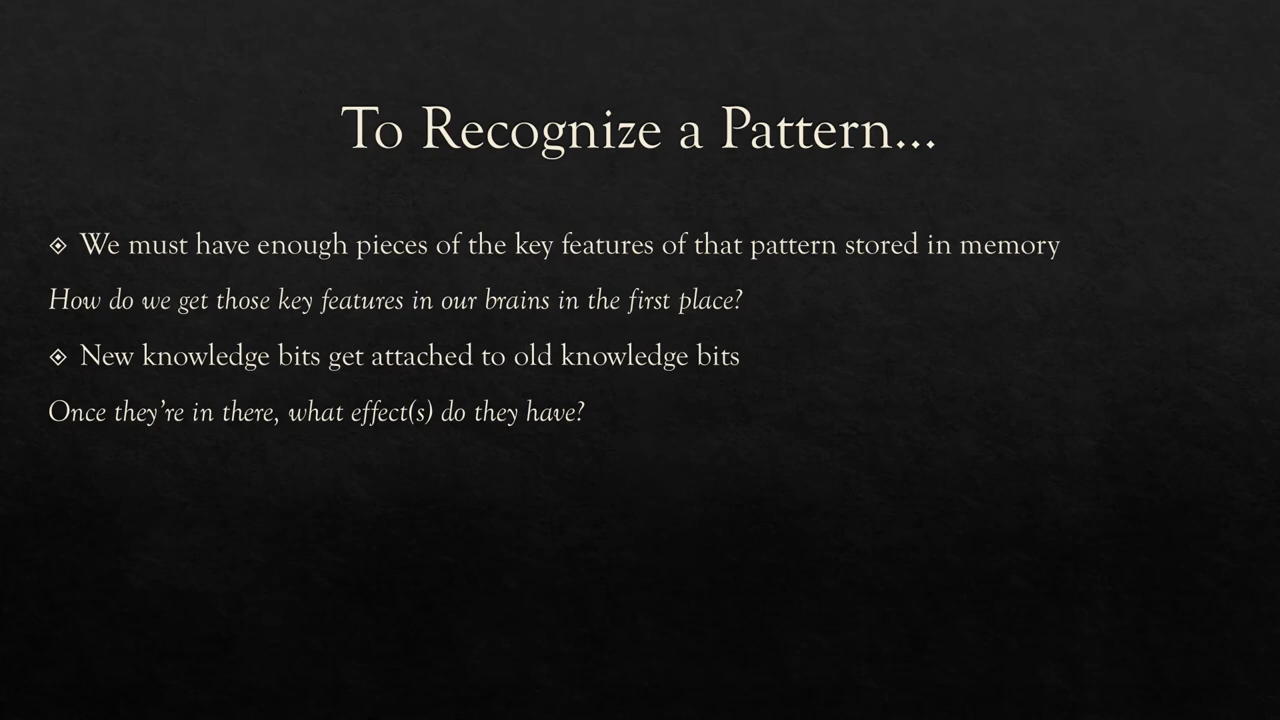 To Recognize a Pattern...
We must have enough pieces of the key features of that pattern stored in memory
How do we get those key features in our brains in the first place?
New knowledge bits get attached to old knowledge bits
Once they’re in there, what effect(s) do they have?